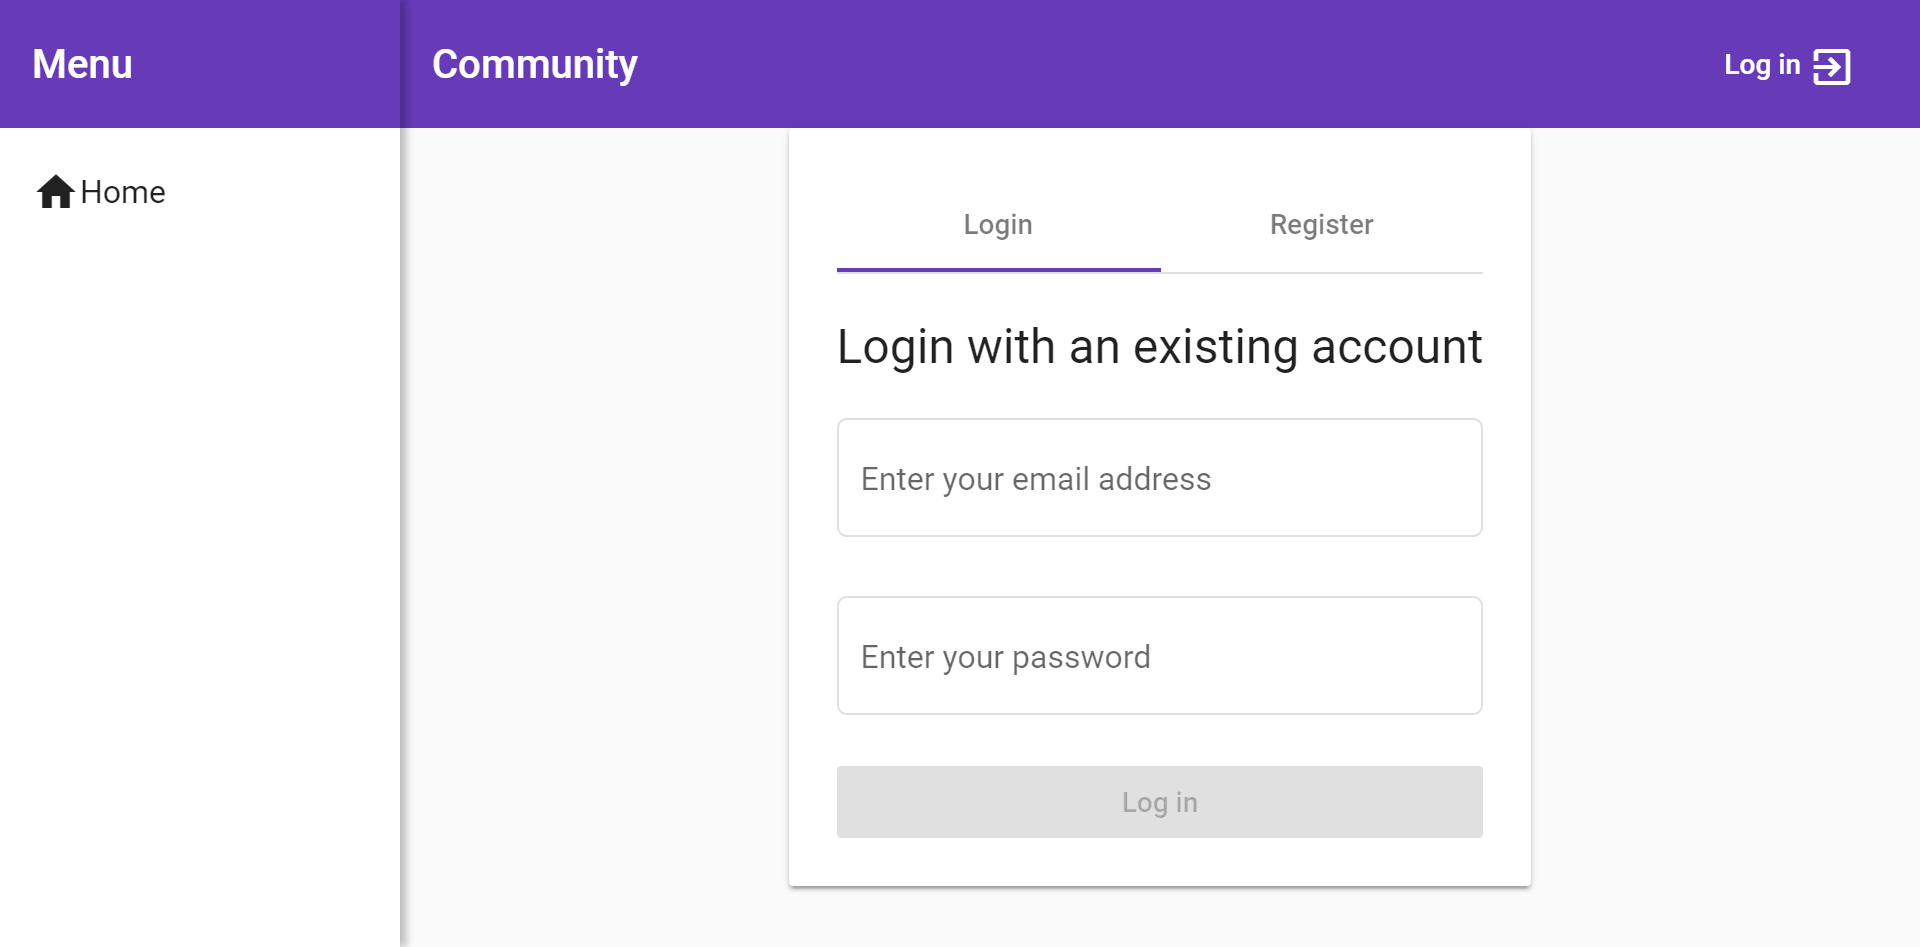 Menu
Community
Log in
Home
Login
Register
Login with an existing account
Enter your email address
Enter your password
Log in